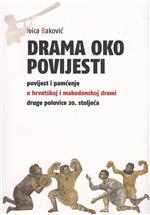 Ivica Baković
DRAMA OKO
POVIJESTI
povijest i pamćenje
u hrvatskoj i makedonskoj drami
druge polovice 20. stoljeća